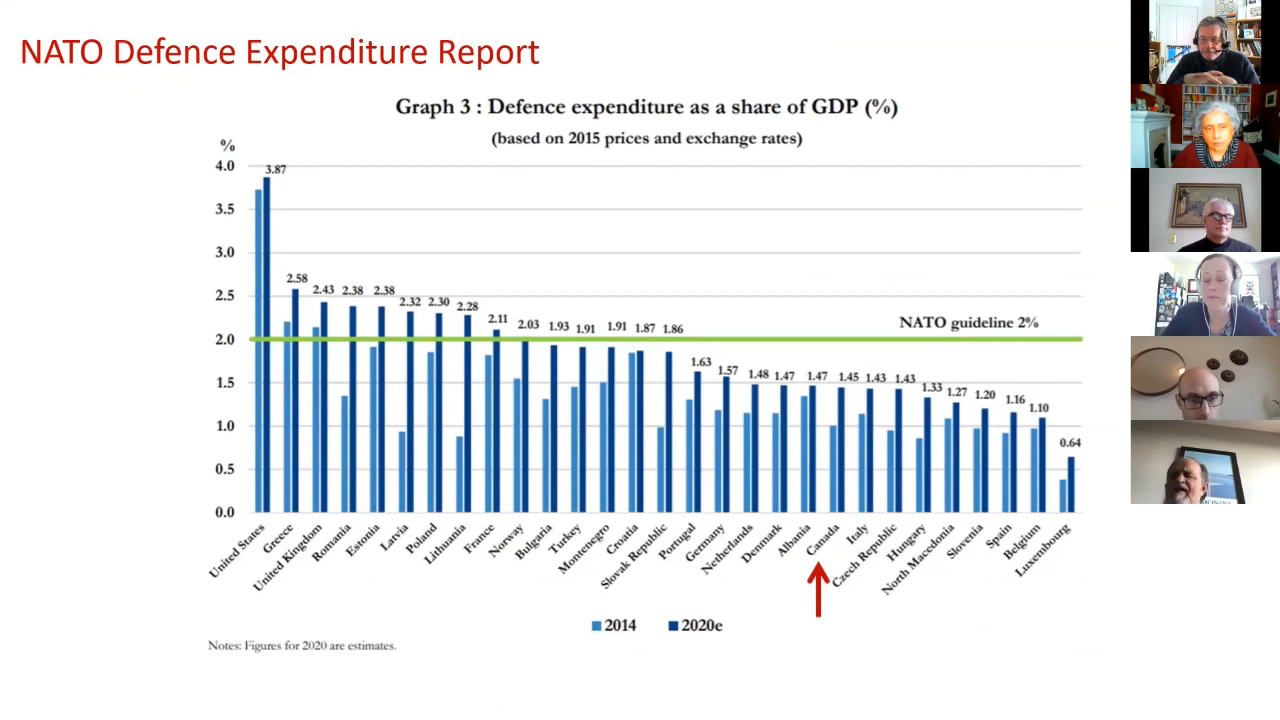 NATO Defence Expenditure Report
Graph 3 : Defence expenditure as a share of GDP (%)
(based on 2015 prices and exchange rates)
%
4.0
3.0
3.0
2.5
2.0
1.5
1.0
0.5
0.0
3.87
2.58
2.43
2.38
2.38
2.32
2.30
2.28
2.11
2.03
1.93
1.91
1.91
1.87
1.86
1.63
1.57
1.48
1.47
1.47
1.45
1.43
1.43
1.33
1.27
1.20
1.16
1.10
0.64
NATO guideline 2%
United States
Greece
United Kingdom
Romania
Estonia
Latvia
Poland
Lithuania
France
Norway
Bulgaria
Turkey
Montenegro
Croatia
Slovak Republic
Portugal
Germany
Netherlands
Denmark
Albania
Canada
Italy
Czech Republic
Hungary
North Macedonia
Slovenia
Spain
Belgium
Luxembourg
2014
2020e
Notes: Figures for 2020 are estimates.